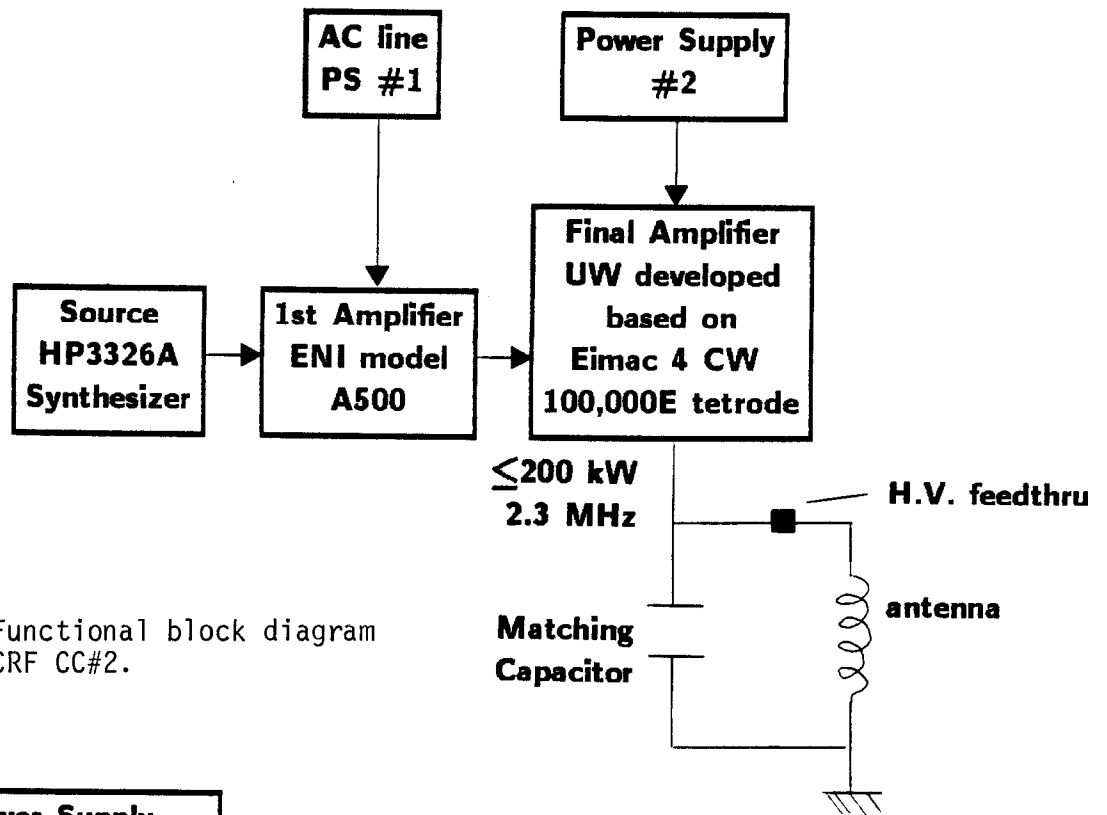 AC line
PS #1
Power Supply
#2
Source
HP3326A
Synthesizer
1st Amplifier
ENI model
A500
Final Amplifier
UW developed
based on
Eimac 4 CW
100,000E tetrode
≤200 kW
2.3 MHz
H.V. feedthru
antenna
Matching
Capacitor
Functional block diagram
CRF CC#2.
Supply